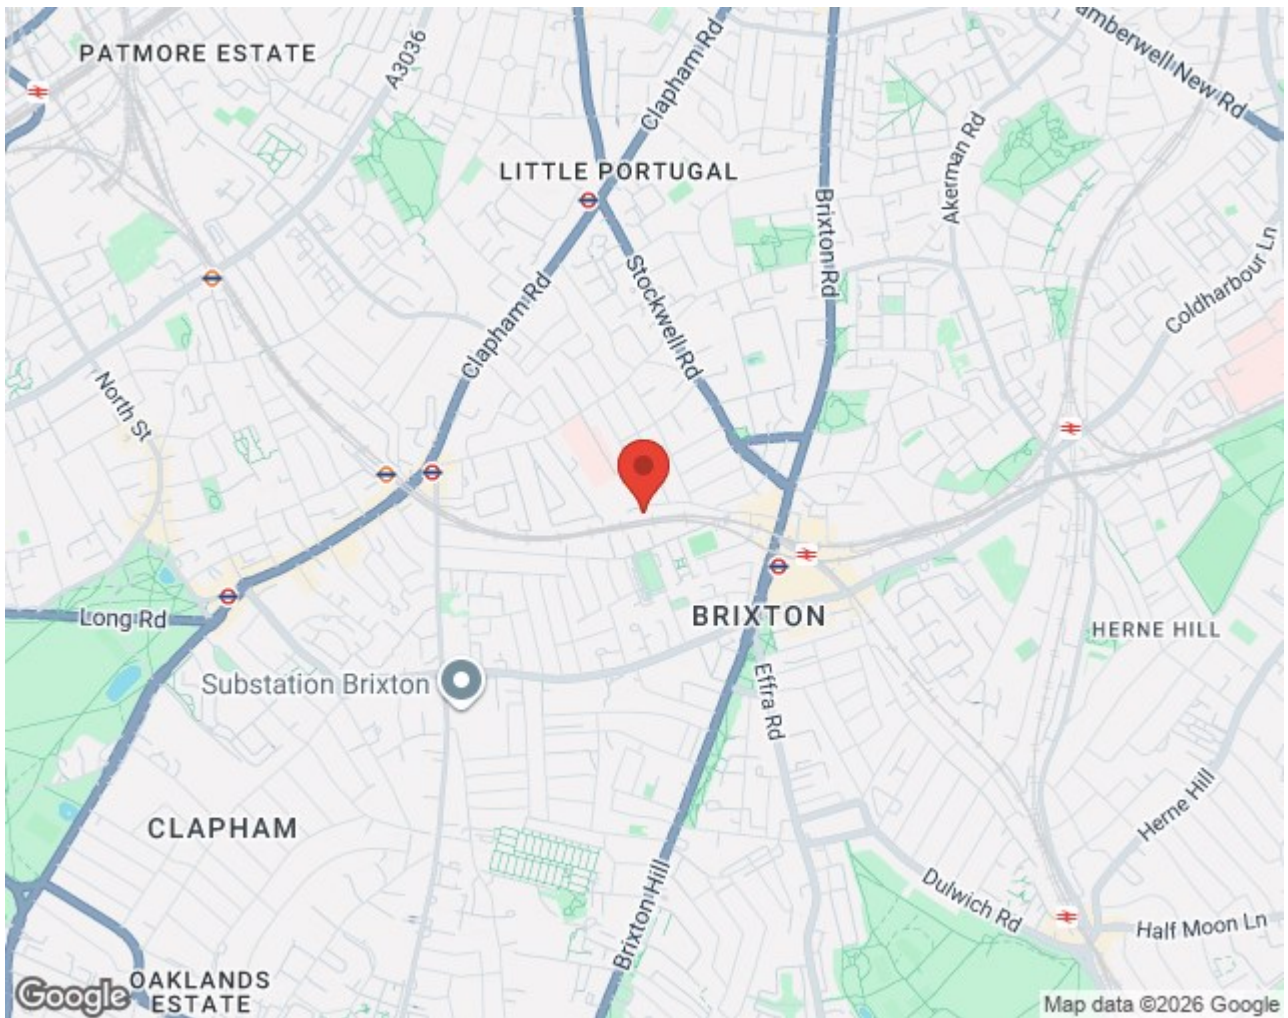 PATMORE ESTATE
A3036
Clapham Rd
amberwell New Rd
LITTLE PORTUGAL
Akerman Rd
Brixton Rd
Coldharbour Ln
Stockwell Rd
Clapham Rd
North St
Long Rd
BRIXTON
HERNE HILL
Substation Brixton
Effra Rd
CLAPHAM
Herne Hill
Brixton Hill
Dulwich Rd
Half Moon Ln
OAKLANDS
ESTATE
Google
Map data ©2026 Google